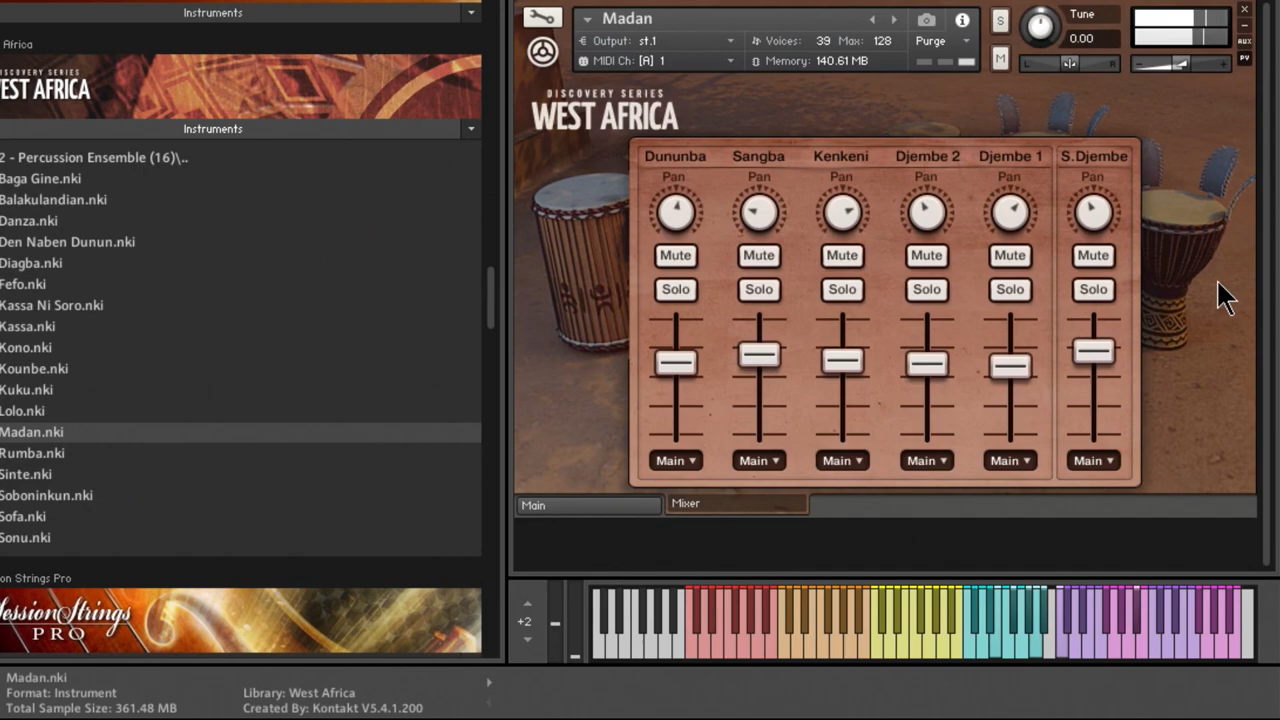 Instruments
Africa
DISCOVERY SERIES
EST AFRICA
Instruments
2 - Percussion Ensemble (16)\..
Baga Gine.nki
Balakulandian.nki
Danza.nki
Den Naben Dunun.nki
Diagba.nki
Fefo.nki
Kassa Ni Soro.nki
Kassa.nki
Kono.nki
Kounbe.nki
Kuku.nki
Lolo.nki
Madan.nki
Rumba.nki
Sinte.nki
Soboninkun.nki
Sofa.nki
Sonu.nki
on Strings Pro
Session Strings
PRO
Madan.nki
Format: Instrument
Library: West Africa
Total Sample Size: 361.48 MB
Created By: Kontakt V5.4.1.200
Madan
Output: st.1
Voices: 39 Max: 128
Purge
MIDI Ch: [A] 1
Memory: 140.61 MB
S
M
Tune
0.00
L R
- +
×
-
AUX
PV
DISCOVERY SERIES
WEST AFRICA
Dununba Sangba Kenkeni Djembe 2 Djembe 1 S.Djembe
Pan Pan Pan Pan Pan Pan
Mute Mute Mute Mute Mute Mute
Solo Solo Solo Solo Solo Solo
Main Main Main Main Main Main
Main
Mixer
+2